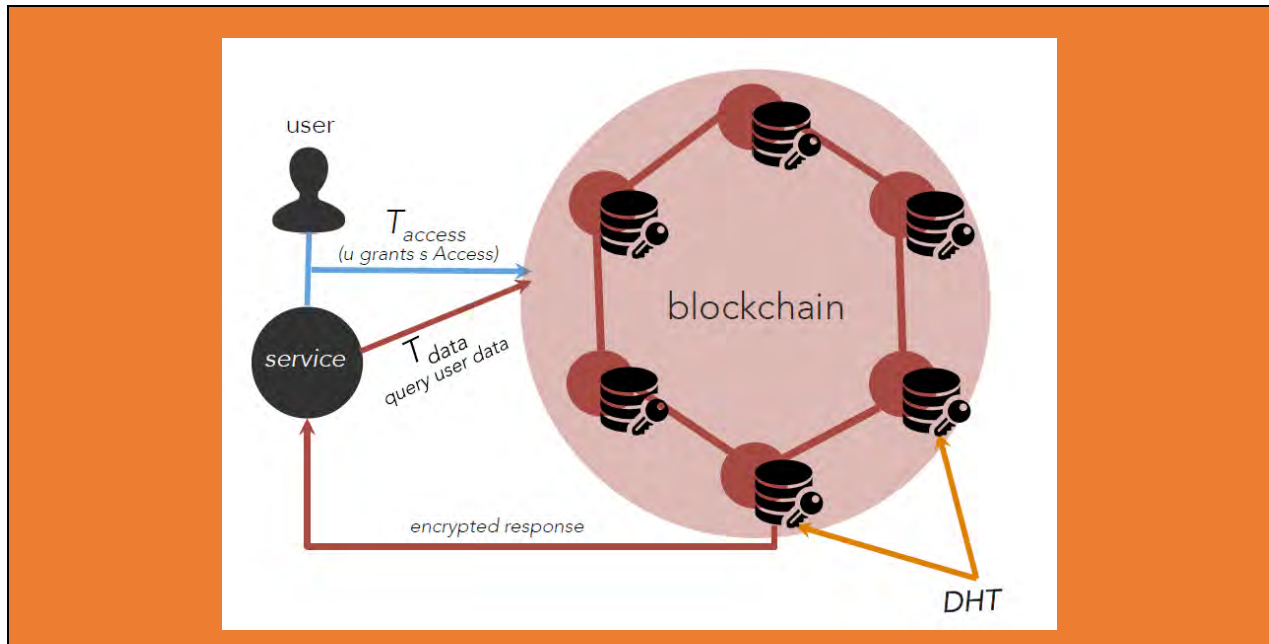 user
T access
(u grants s Access)
blockchain
service
T data
query user data
encrypted response
DHT